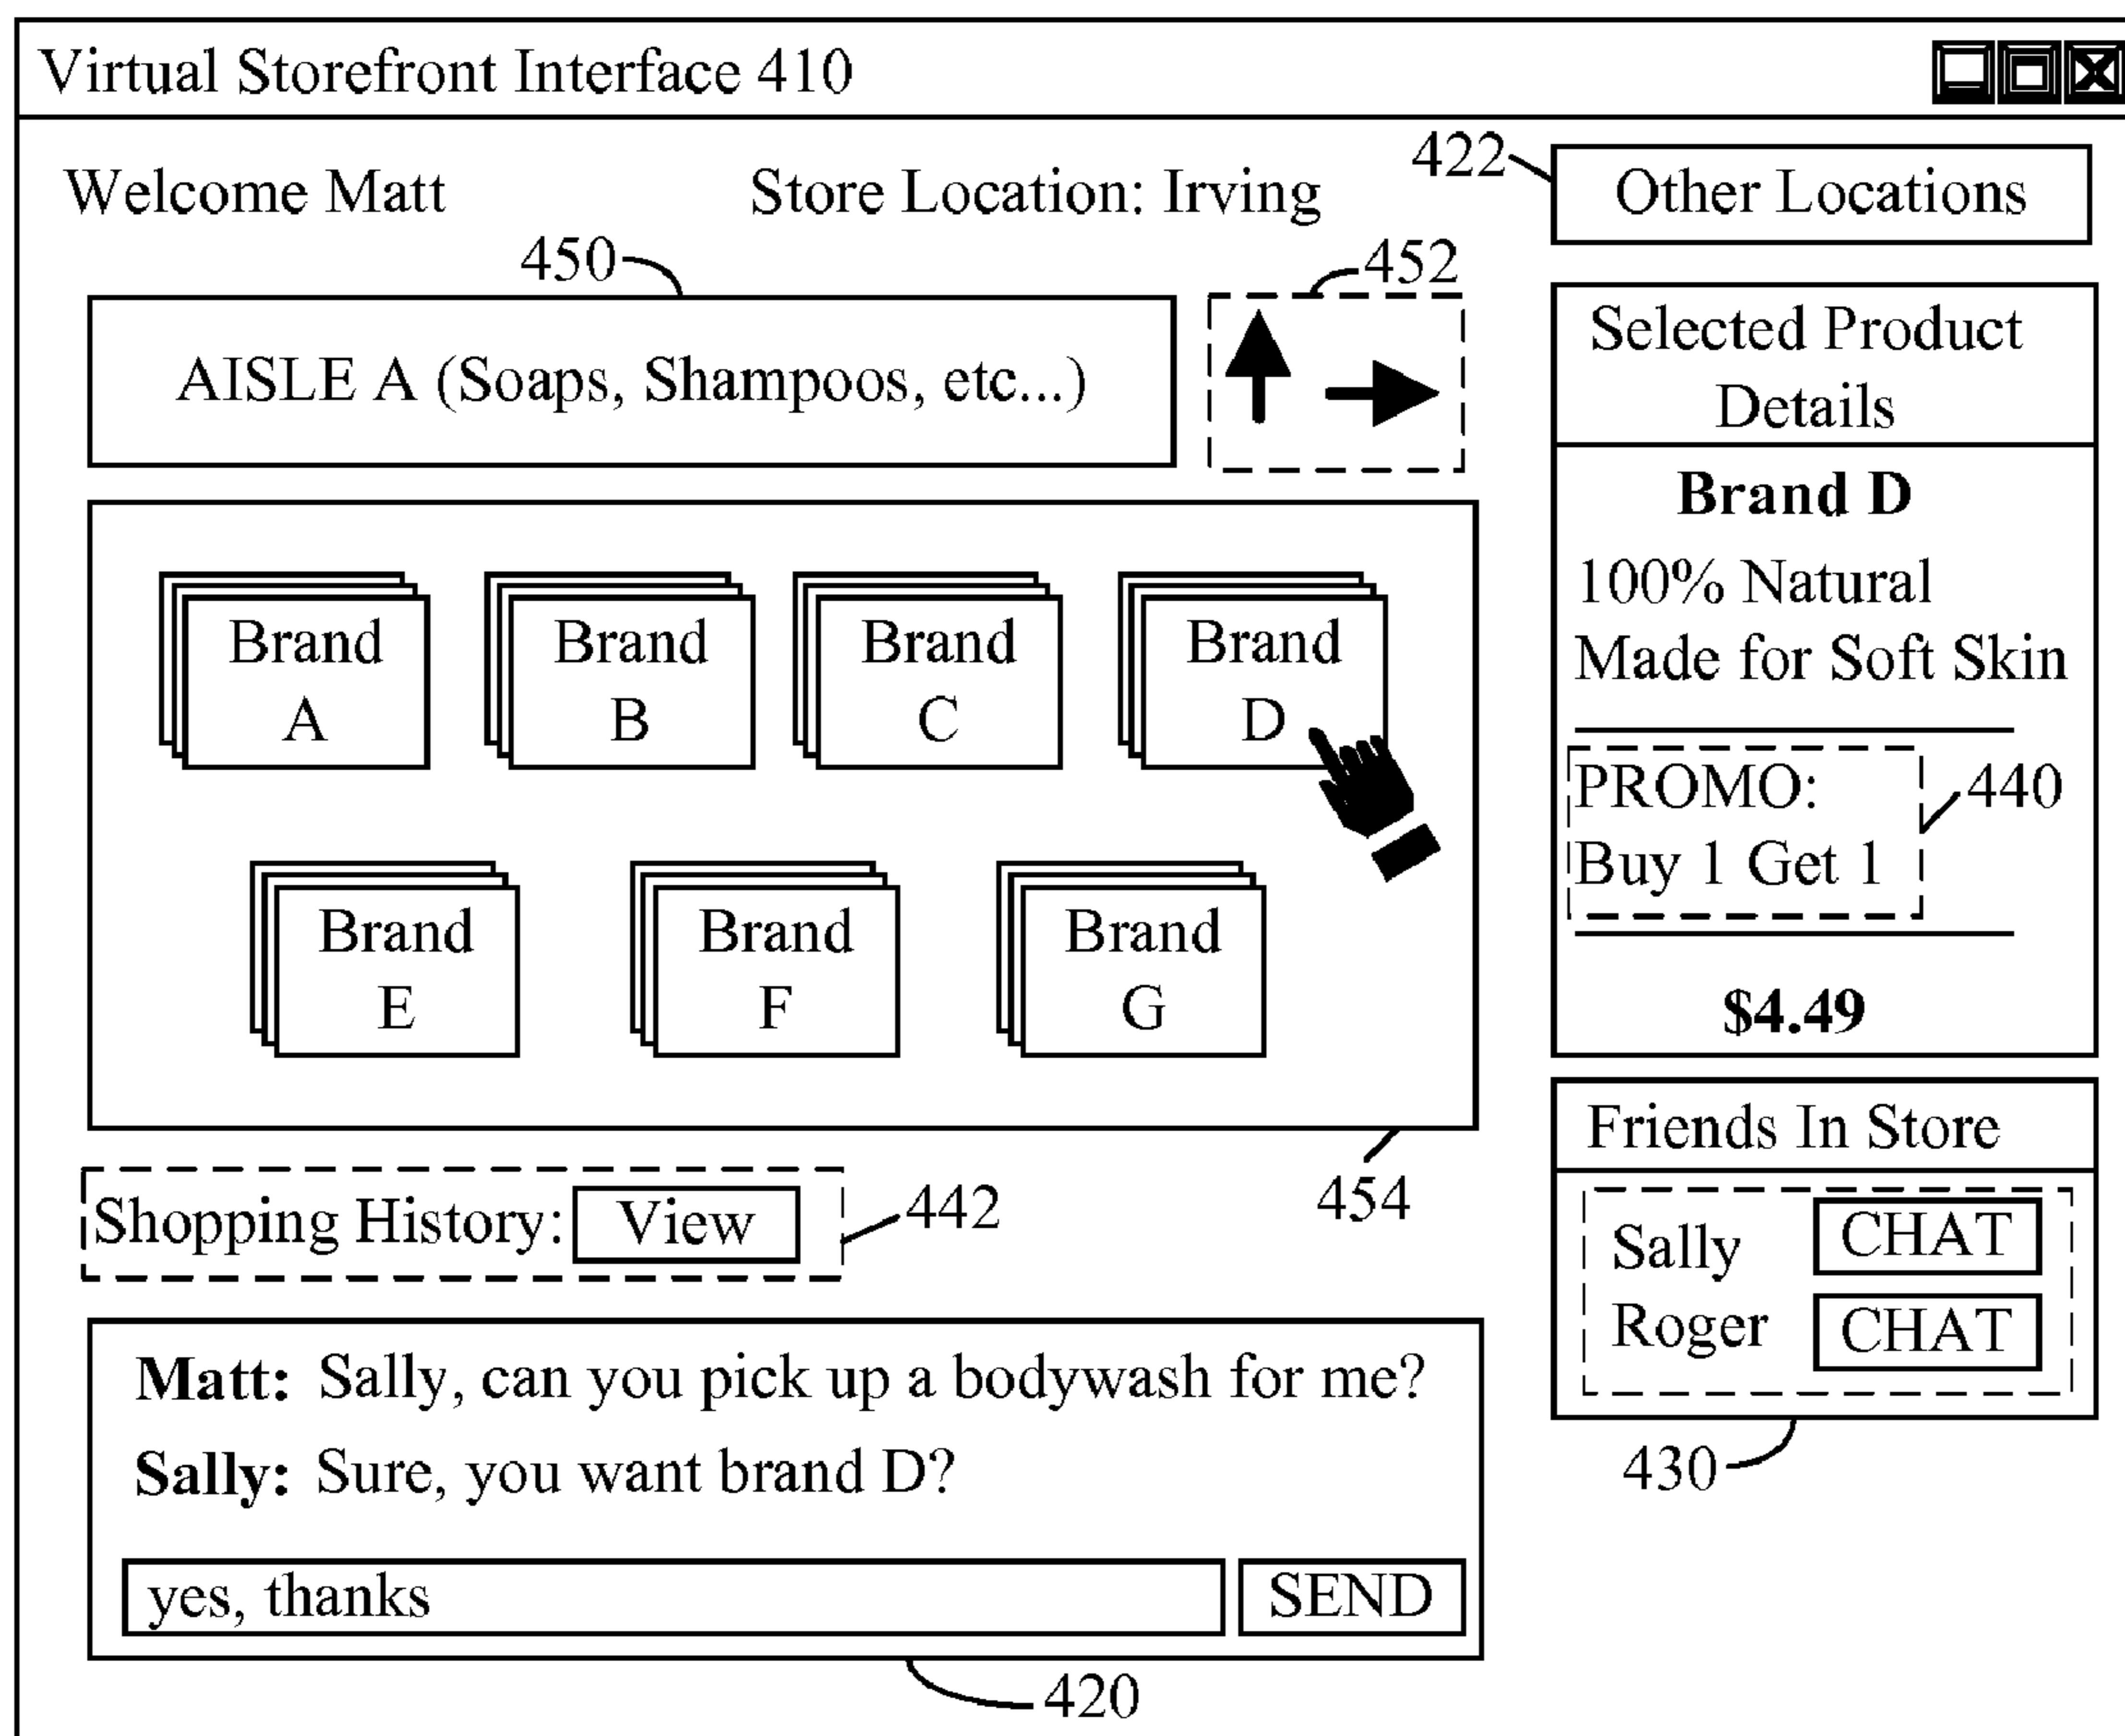 Virtual Storefront Interface 410
Welcome Matt
Store Location: Irving
422
Other Locations
450
452
AISLE A (Soaps, Shampoos, etc...)
Selected Product
Details
Brand D
100% Natural
Made for Soft Skin
PROMO:
Buy 1 Get 1
440
$4.49
Brand
A
Brand
B
Brand
C
Brand
D
Brand
E
Brand
F
Brand
G
454
Shopping History: View
442
Friends In Store
Sally CHAT
Roger CHAT
430
Matt: Sally, can you pick up a bodywash for me?
Sally: Sure, you want brand D?
yes, thanks SEND
420